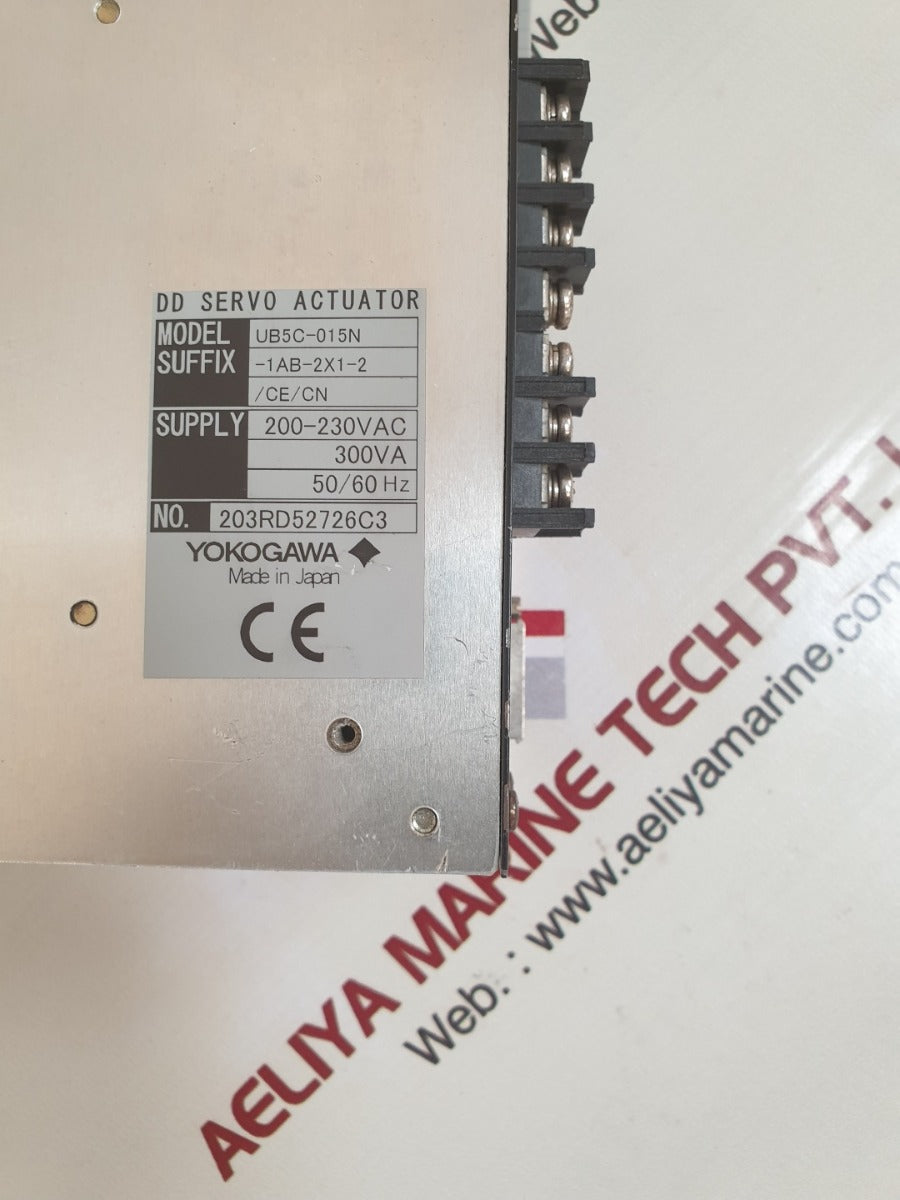 Web
DD SERVO ACTUATOR
MODEL UB5C-015N
SUFFIX -1AB-2X1-2
/CE/CN
SUPPLY 200-230VAC
300VA
50/60 Hz
NO. 203RD52726C3
YOKOGAWA
Made in Japan
CE
AELIYA MARINE TECH PVT.
Web. : www.aeliyamarine.com